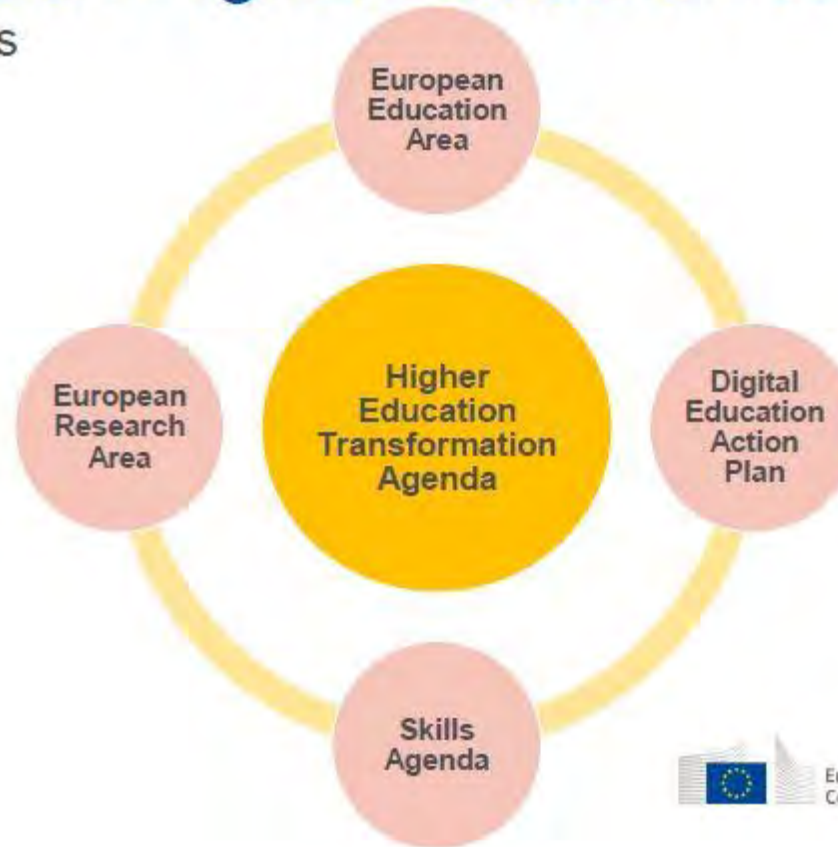 European
Education
Area
European
Research
Area
Higher
Education
Transformation
Agenda
Digital
Education
Action
Plan
Skills
Agenda